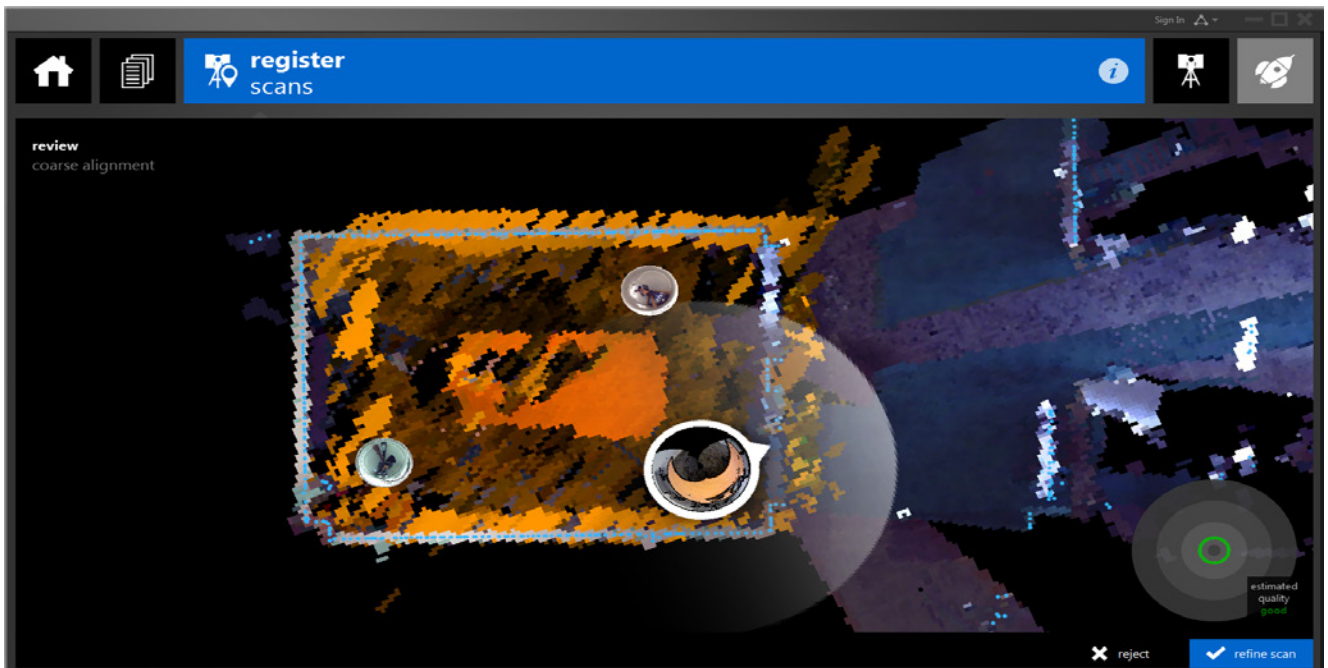 Sign In
register
scans
i
review
coarse alignment
estimated
quality
good
reject
refine scan